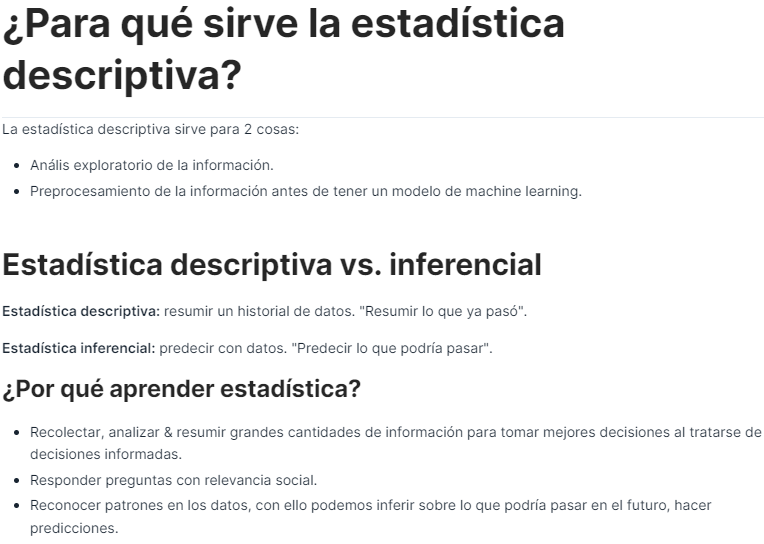 ¿Para qué sirve la estadística
descriptiva?
La estadística descriptiva sirve para 2 cosas:
Anális exploratorio de la información.
Preprocesamiento de la información antes de tener un modelo de machine learning.
Estadística descriptiva vs. inferencial
Estadística descriptiva: resumir un historial de datos. "Resumir lo que ya pasó".
Estadística inferencial: predecir con datos. "Predecir lo que podría pasar".
¿Por qué aprender estadística?
Recolectar, analizar & resumir grandes cantidades de información para tomar mejores decisiones al tratarse de
decisiones informadas.
Responder preguntas con relevancia social.
Reconocer patrones en los datos, con ello podemos inferir sobre lo que podría pasar en el futuro, hacer
predicciones.